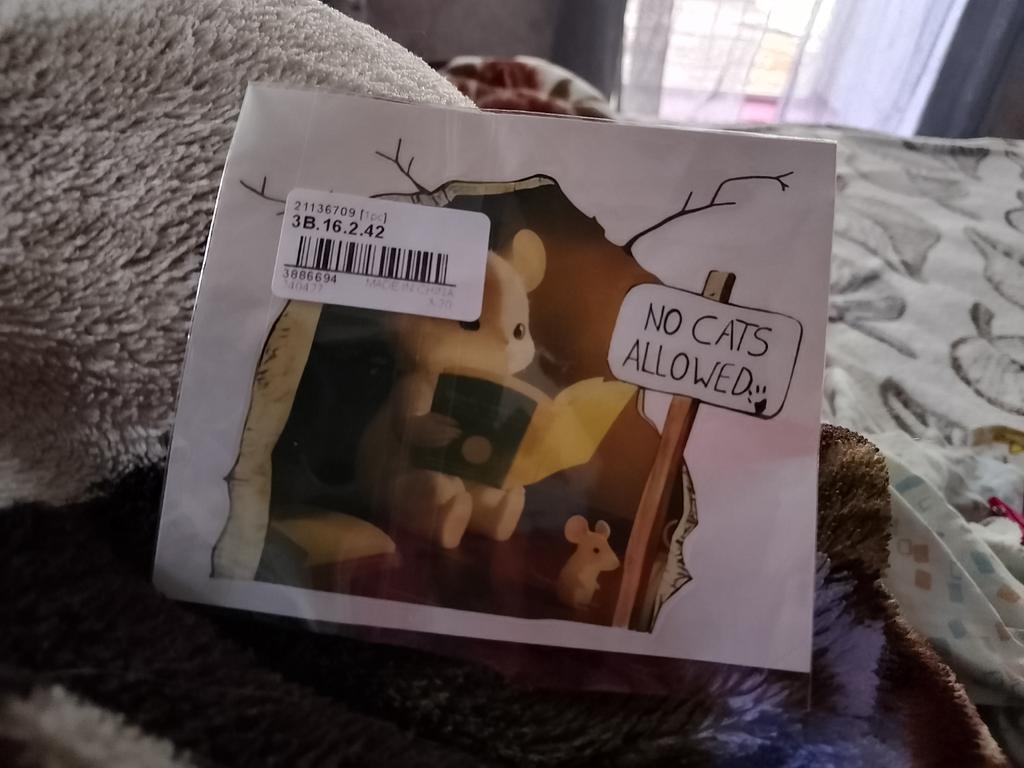 21136709 [1pc]
3B.16.2.42
3886694
MADE IN CHINA
NO CATS
ALLOWED